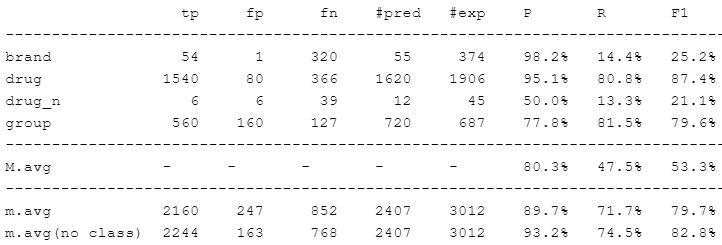 tp fp fn #pred #exp P R F1
------------------------------------------------------------------------------
brand 54 1 320 55 374 98.2% 14.4% 25.2%
drug 1540 80 366 1620 1906 95.1% 80.8% 87.4%
drug_n 6 6 39 12 45 50.0% 13.3% 21.1%
group 560 160 127 720 687 77.8% 81.5% 79.6%
------------------------------------------------------------------------------
M.avg - - - - - 80.3% 47.5% 53.3%
------------------------------------------------------------------------------
m.avg 2160 247 852 2407 3012 89.7% 71.7% 79.7%
m.avg(no class) 2244 163 768 2407 3012 93.2% 74.5% 82.8%